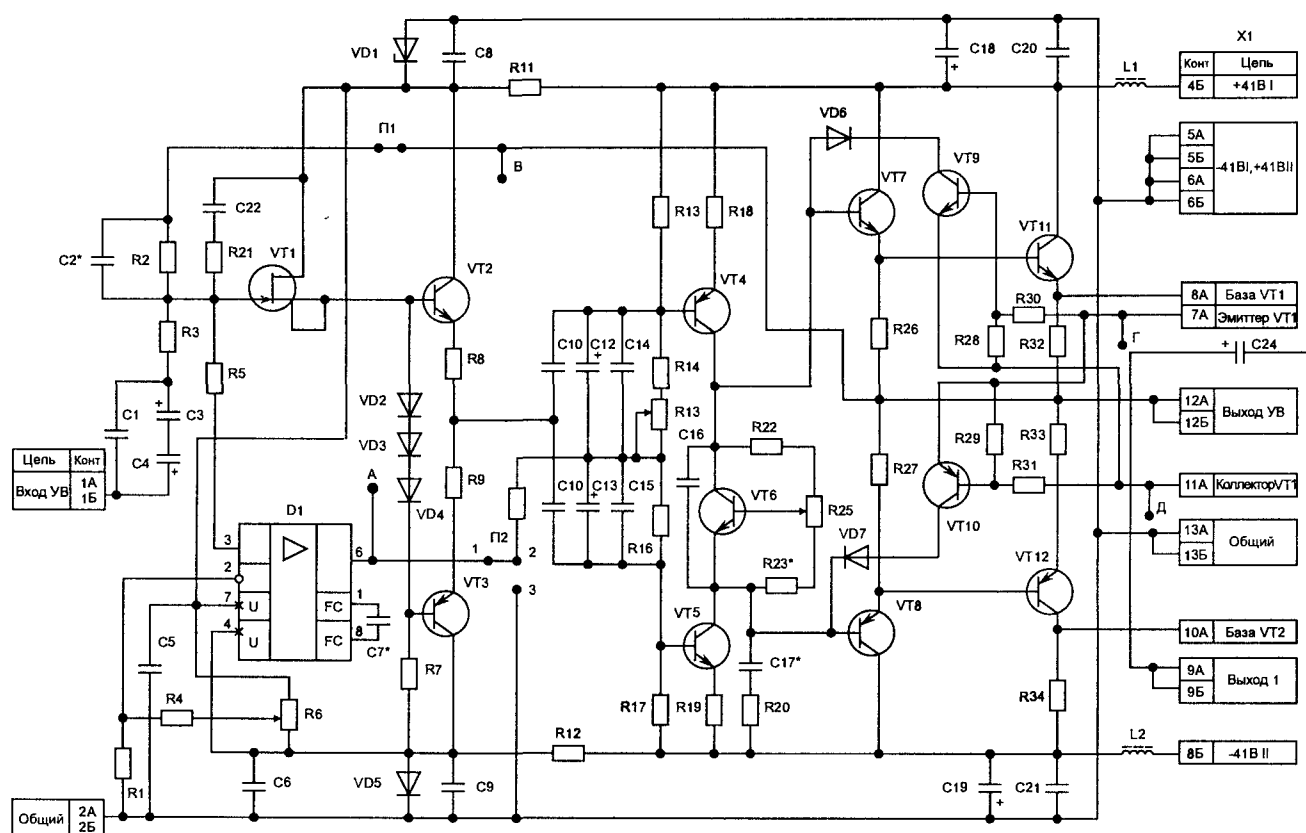 VD1
C8
R11
C18
+
C20
L1
X1
Конт Цепь
4Б +41В I
5А
5Б
6А
6Б
-41ВI,+41ВII
П1
В
VD6
VT9
VT7
C22
R13
R18
VT11
C2*
R2
R21
VT1
VT2
VT4
8А База VT1
7А Эмиттер VT1
R3
R30
Г
R26
R28
R32
+ C24
R5
R8
C10
C12
+
C14
R14
C1
+
C3
VD2
R13
12А
12Б
Выход УВ
C4
+
VD3
R9
C16
R22
R29
R33
Цепь Конт
Вход УВ 1А
1Б
А
VD4
C10
C13
+
C15
R27
R31
11А КоллекторVT1
VT6
R25
Д
D1
П2
R16
VT10
13А
13Б
Общий
3
6
1
2
VD7
R23*
2
VT3
3
VT12
7
U
FC
1
VT5
VT8
4
U
FC
8
10А База VT2
C5
C7*
R7
C17*
9А
9Б
Выход 1
R4
R6
R17
R19
R20
R34
R12
L2
8Б -41В II
R1
C6
VD5
C9
C19
+
C21
Общий 2А
2Б